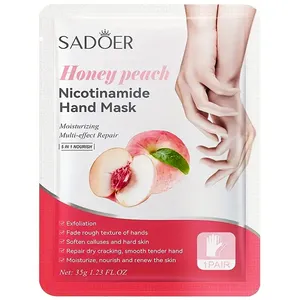 SADOER
Honey peach
Nicotinamide
Hand Mask
Moisturizing
Multi-effect Repair
5 IN 1 NOURISH
Exfoliation
Fade rough texture of hands
Soften calluses and hard skin
Repair dry cracking, smooth tender hand
Moisturize, nourish and renew the skin
1PAIR
Net: 35g 1.23 FL.OZ